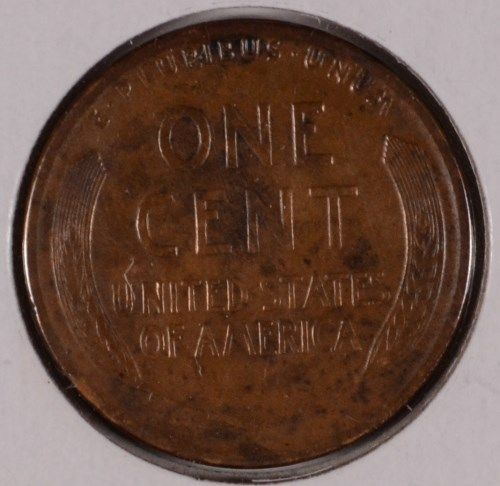 E·PLURIBUS·UNUM
ONE
CENT
UNITED·STATES
OF AMERICA